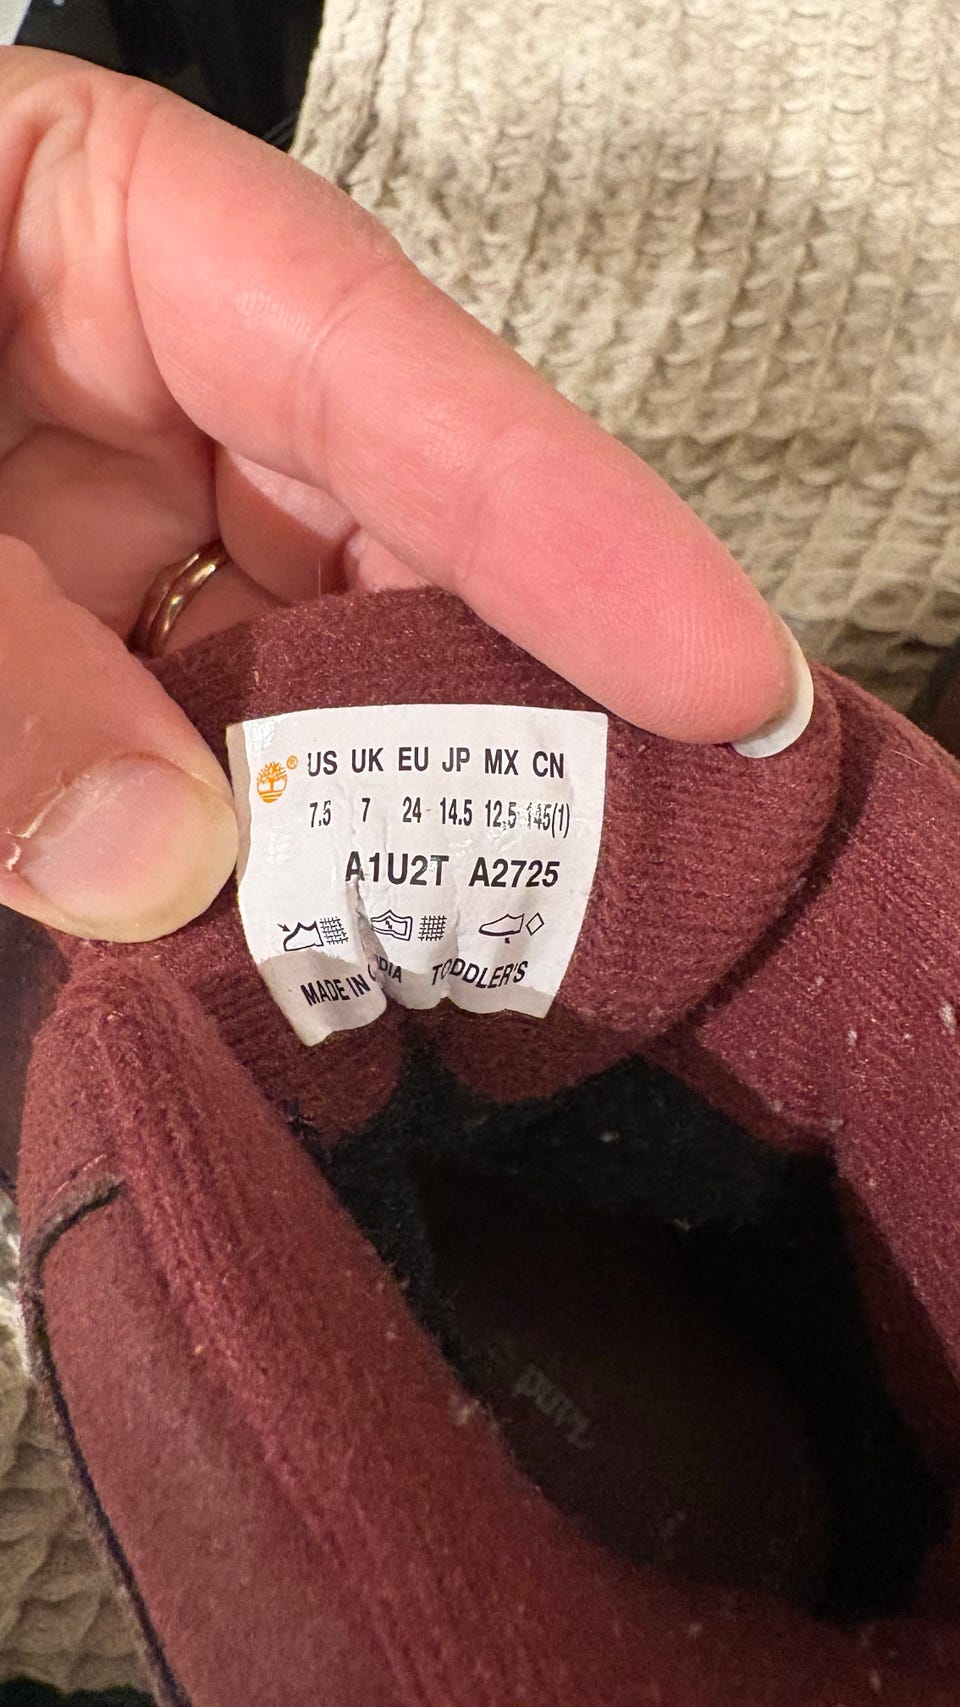 ® US UK EU JP MX CN
7.5 7 24 14.5 12.5 145(1)
A1U2T A2725
MADE IN TODDLER'S